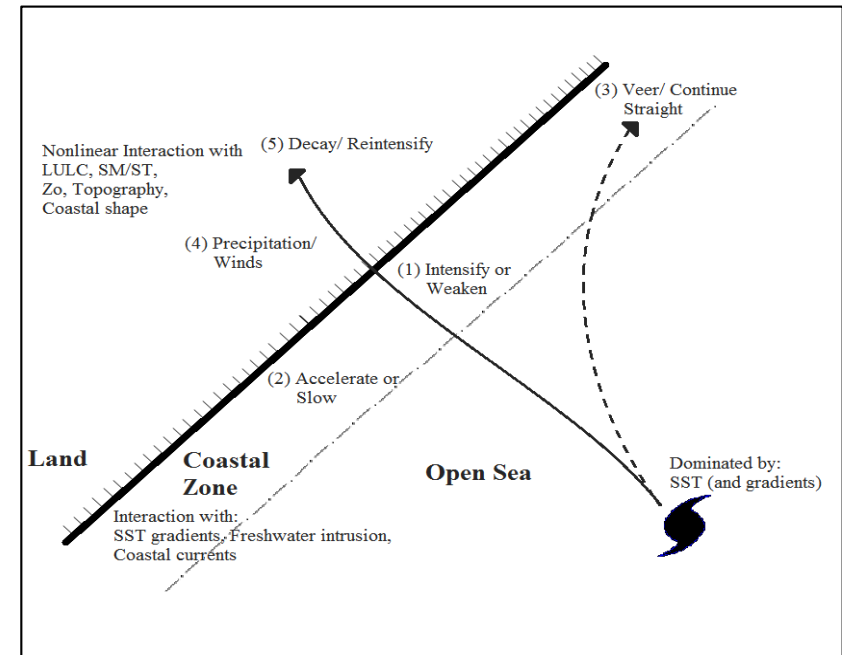 (3) Veer/ Continue
Straight
(5) Decay/ Reintensify
Nonlinear Interaction with
LULC, SM/ST,
Zo, Topography,
Coastal shape
(4) Precipitation/
Winds
(1) Intensify or
Weaken
(2) Accelerate or
Slow
Land
Coastal
Zone
Open Sea
Dominated by:
SST (and gradients)
Interaction with:
SST gradients, Freshwater intrusion,
Coastal currents